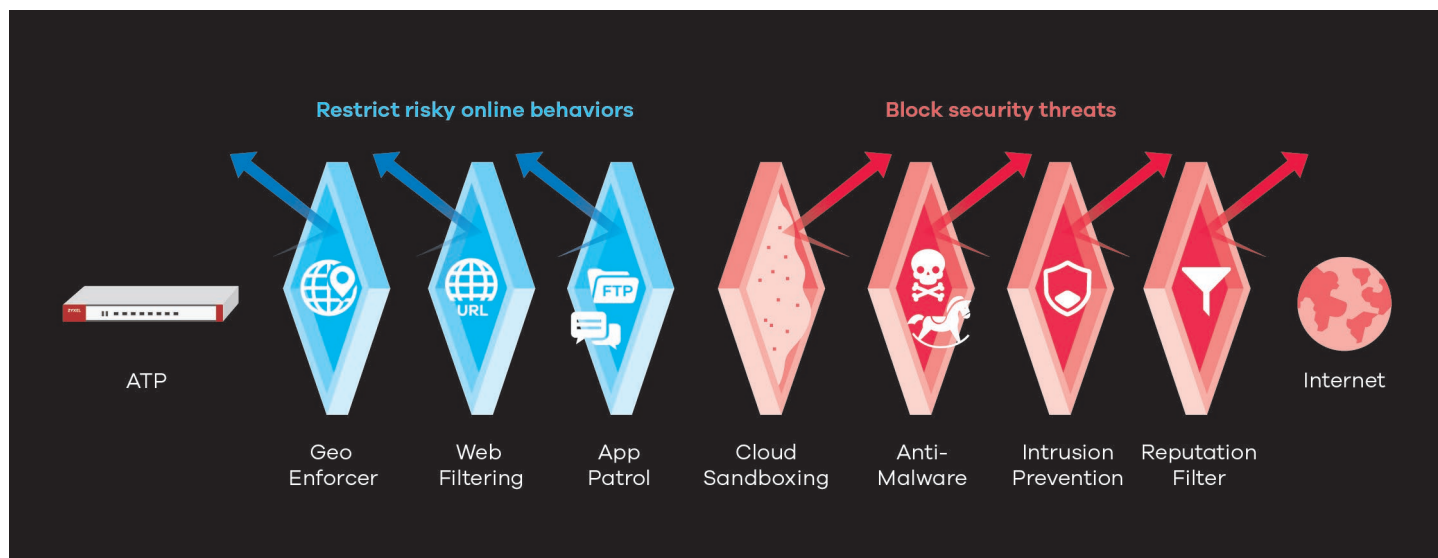 Restrict risky online behaviors
Block security threats
FTP
URL
ZYXEL
ATP
Internet
Geo
Enforcer
Web
Filtering
App
Patrol
Cloud
Sandboxing
Anti-
Malware
Intrusion
Prevention
Reputation
Filter